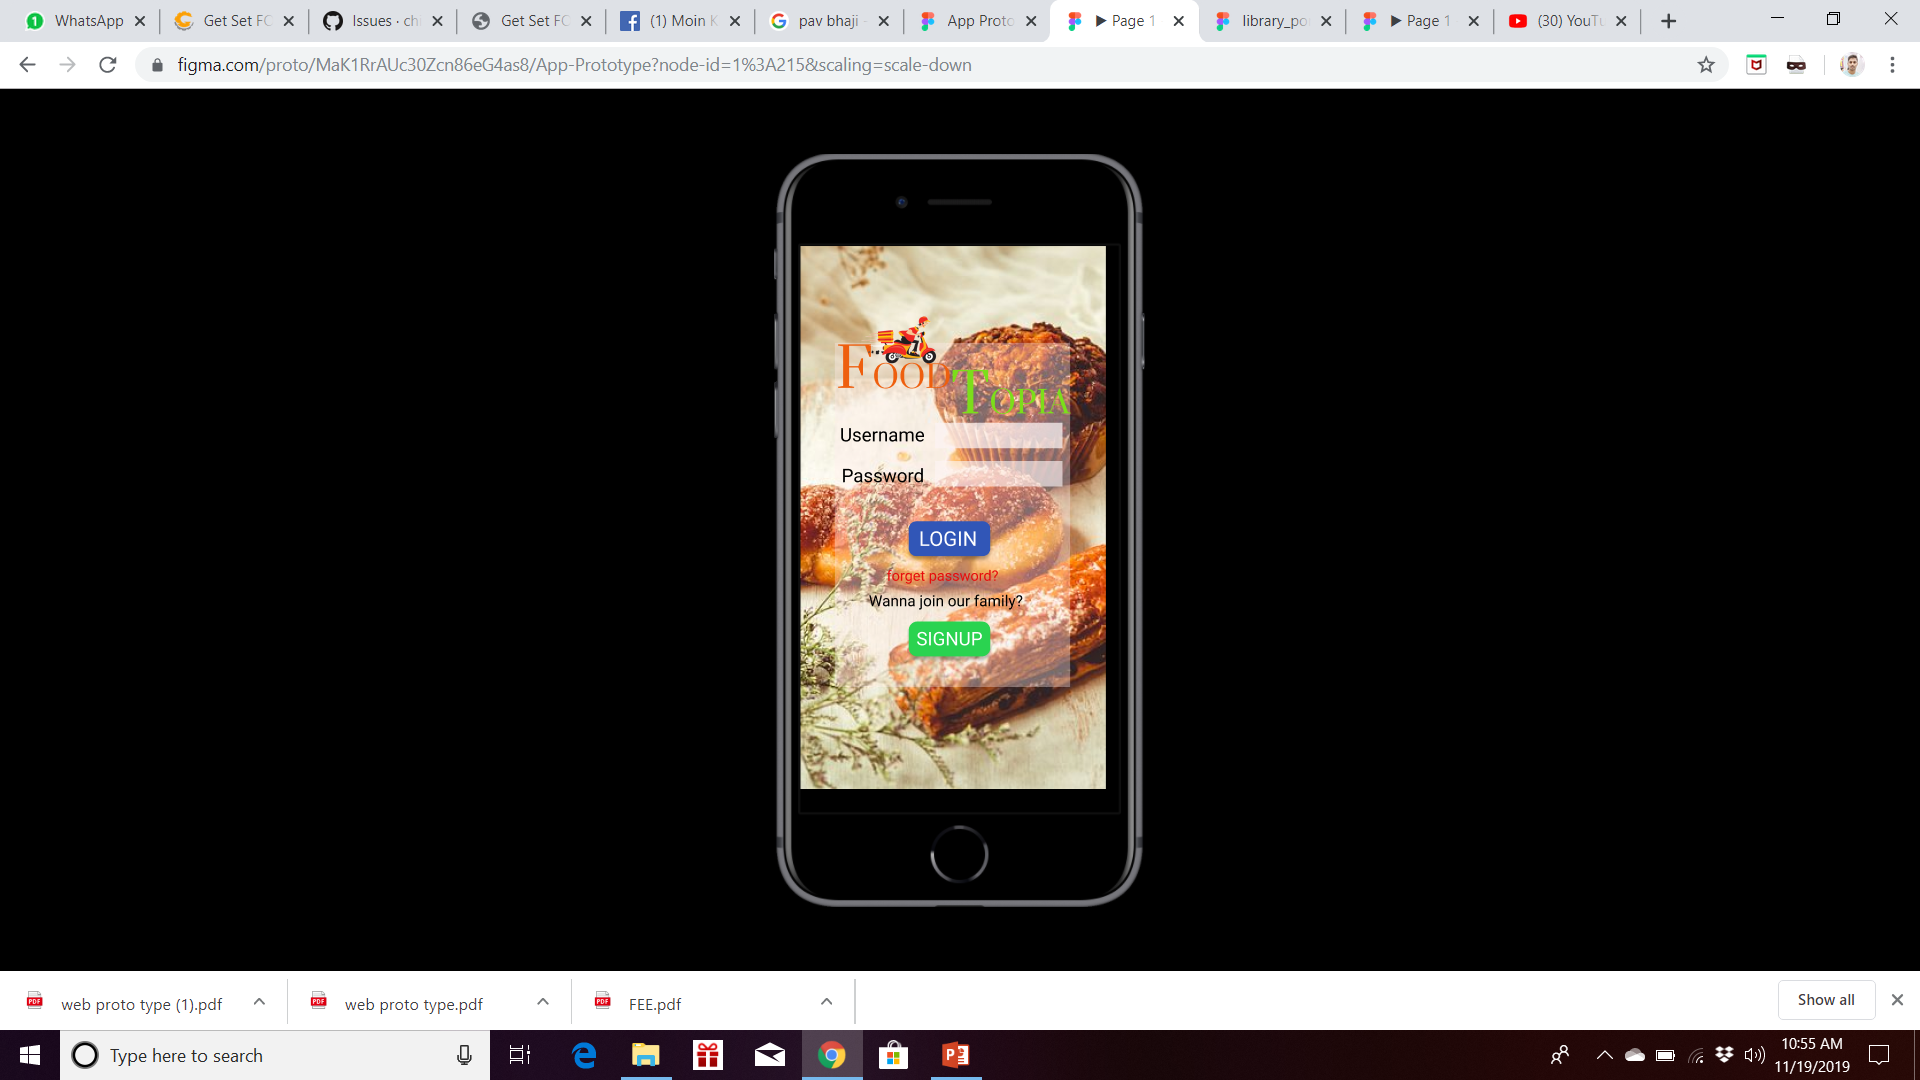 WhatsApp
Get Set FO
Issues · ch
Get Set FO
(1) Moin K
pav bhaji -
App Proto
▶ Page 1
library_po
▶ Page 1
(30) YouTu
figma.com/proto/MaK1RrAUc30Zcn86eG4as8/App-Prototype?node-id=1%3A215&scaling=scale-down
FOOD
TOPIA
Username
Password
LOGIN
forget password?
Wanna join our family?
SIGNUP
web proto type (1).pdf
web proto type.pdf
FEE.pdf
Show all
Type here to search
10:55 AM
11/19/2019